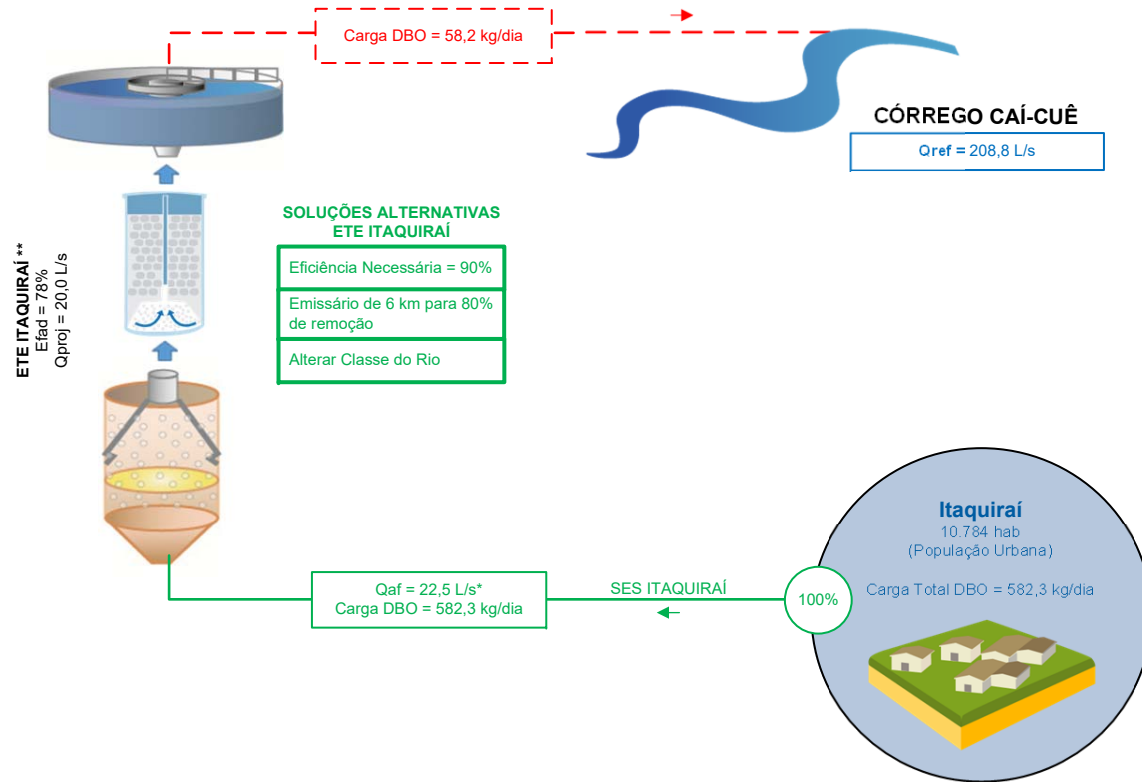 Carga DBO = 58,2 kg/dia
CÓRREGO CAÍ-CUÊ
Qref = 208,8 L/s
ETE ITAQUIRAÍ **
Efad = 78%
Qproj = 20,0 L/s
SOLUÇÕES ALTERNATIVAS
ETE ITAQUIRAÍ
Eficiência Necessária = 90%
Emissário de 6 km para 80%
de remoção
Alterar Classe do Rio
Qaf = 22,5 L/s*
Carga DBO = 582,3 kg/dia
SES ITAQUIRAÍ
100%
Itaquiraí
10.784 hab
(População Urbana)
Carga Total DBO = 582,3 kg/dia